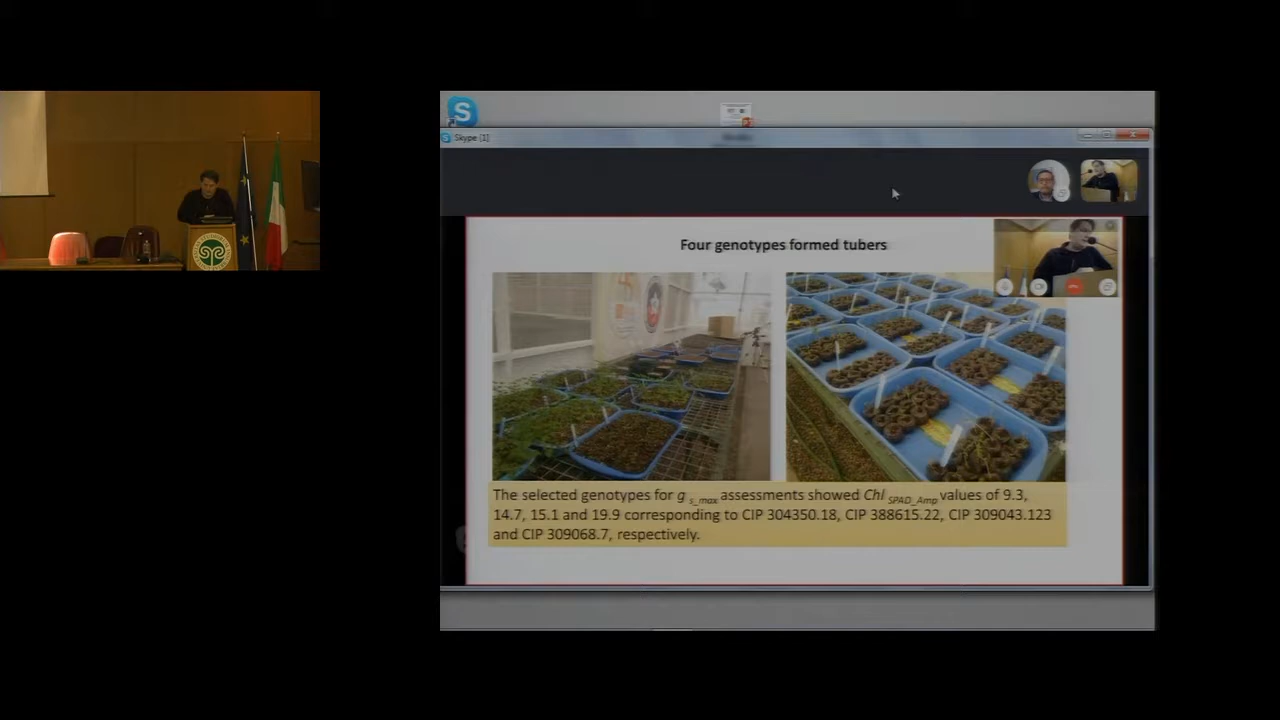 Skype [1]
Four genotypes formed tubers
The selected genotypes for g s_max assessments showed Chl SPAD_Amp values of 9.3,
14.7, 15.1 and 19.9 corresponding to CIP 304350.18, CIP 388615.22, CIP 309043.123
and CIP 309068.7, respectively.